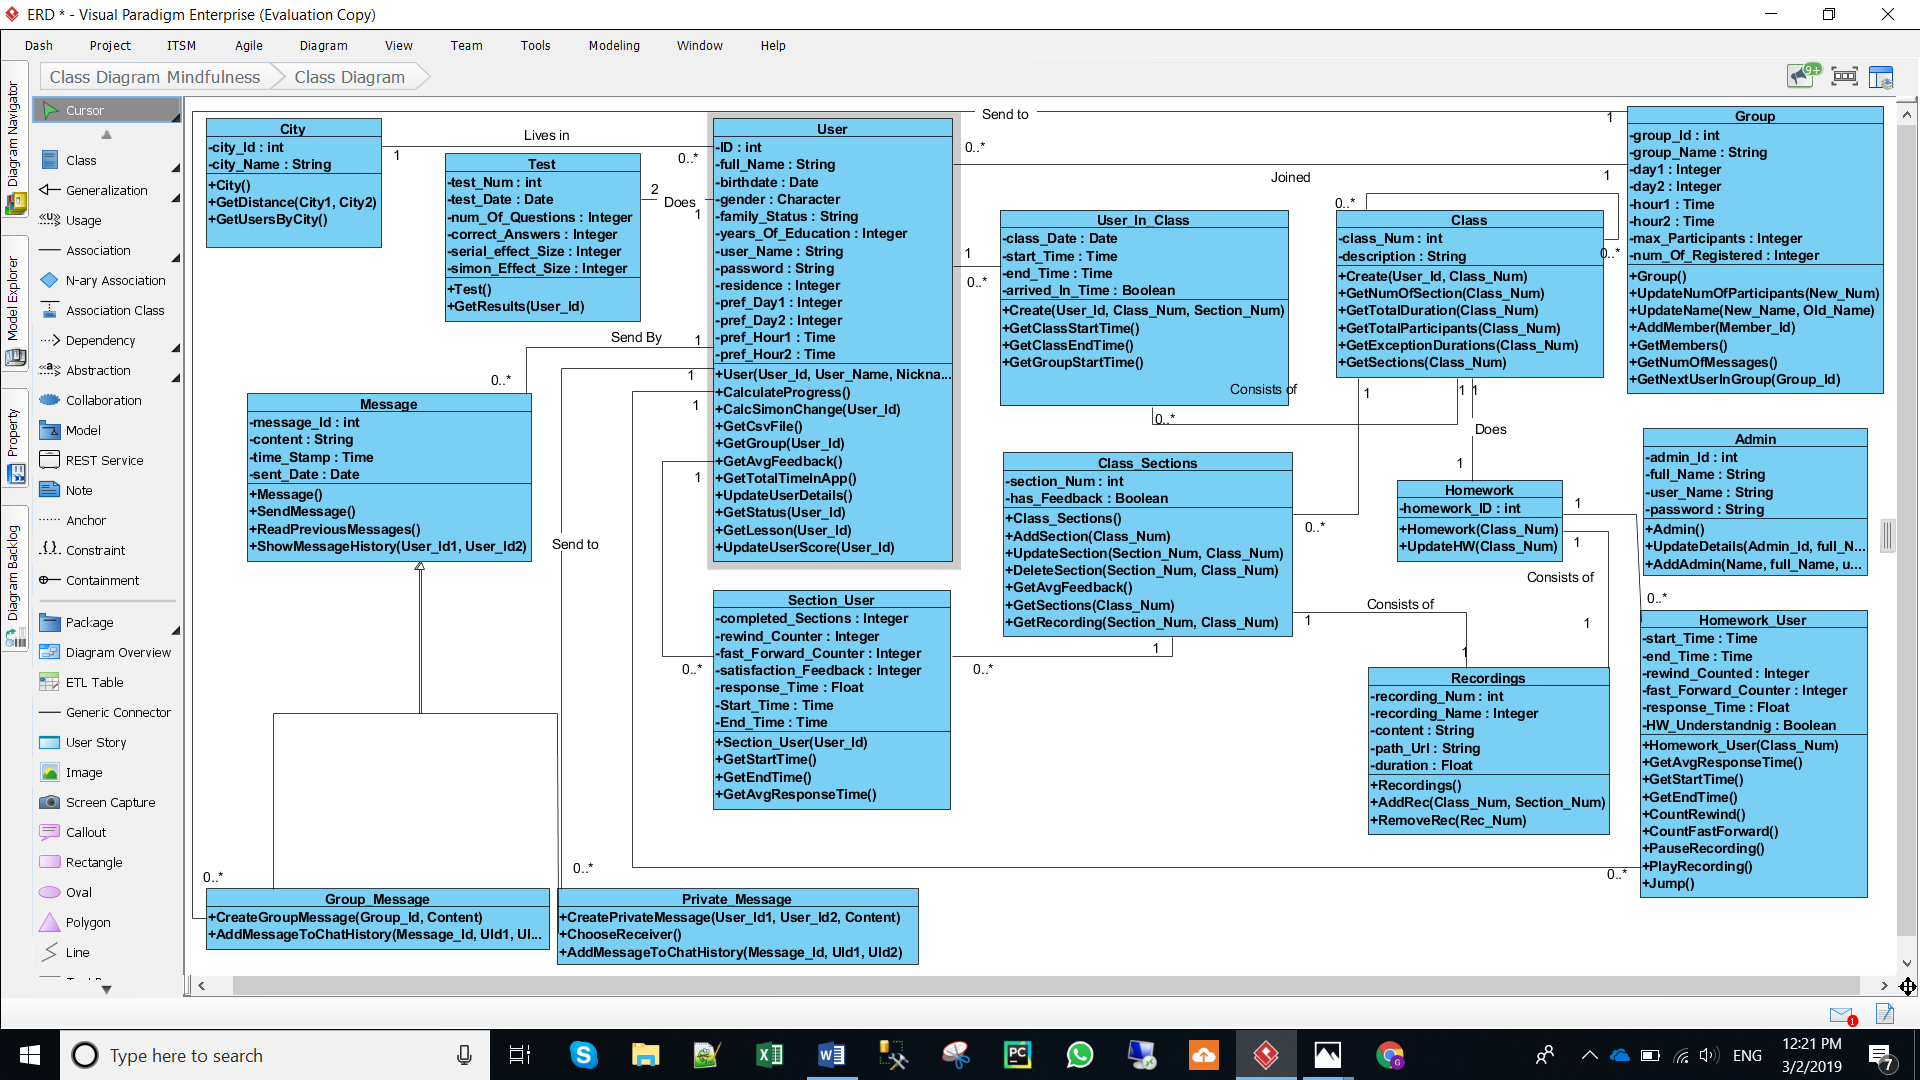 ERD * - Visual Paradigm Enterprise (Evaluation Copy)
Dash Project ITSM Agile Diagram View Team Tools Modeling Window Help
Class Diagram Mindfulness
Class Diagram
9+
Diagram Navigator
Model Explorer
Property
Diagram Backlog
Cursor
Class
Generalization
Usage
Association
N-ary Association
Association Class
Dependency
Abstraction
Collaboration
Model
REST Service
Note
Anchor
Constraint
Containment
Package
Diagram Overview
ETL Table
Generic Connector
User Story
Image
Screen Capture
Callout
Rectangle
Oval
Polygon
Line
City
-city_Id : int
-city_Name : String
+City()
+GetDistance(City1, City2)
+GetUsersByCity()
Lives in
1
0..*
Test
-test_Num : int
-test_Date : Date
-num_Of_Questions : Integer
-correct_Answers : Integer
-serial_effect_Size : Integer
-simon_Effect_Size : Integer
+Test()
+GetResults(User_Id)
2
Does
1
User
-ID : int
-full_Name : String
-birthdate : Date
-gender : Character
-family_Status : String
-years_Of_Education : Integer
-user_Name : String
-password : String
-residence : Integer
-pref_Day1 : Integer
-pref_Day2 : Integer
-pref_Hour1 : Time
-pref_Hour2 : Time
+User(User_Id, User_Name, Nickna...
+CalculateProgress()
+CalcSimonChange(User_Id)
+GetCsvFile()
+GetGroup(User_Id)
+GetAvgFeedback()
+GetTotalTimeInApp()
+UpdateUserDetails()
+GetStatus(User_Id)
+GetLesson(User_Id)
+UpdateUserScore(User_Id)
Send to
1
0..*
Joined
1
1
0..*
User_In_Class
-class_Date : Date
-start_Time : Time
-end_Time : Time
-arrived_In_Time : Boolean
+Create(User_Id, Class_Num, Section_Num)
+GetClassStartTime()
+GetClassEndTime()
+GetGroupStartTime()
Consists of
0..*
0..*
0..*
Class
-class_Num : int
-description : String
+Create(User_Id, Class_Num)
+GetNumOfSection(Class_Num)
+GetTotalDuration(Class_Num)
+GetTotalParticipants(Class_Num)
+GetExceptionDurations(Class_Num)
+GetSections(Class_Num)
1
1
1
Does
1
Group
-group_Id : int
-group_Name : String
-day1 : Integer
-day2 : Integer
-hour1 : Time
-hour2 : Time
-max_Participants : Integer
-num_Of_Registered : Integer
+Group()
+UpdateNumOfParticipants(New_Num)
+UpdateName(New_Name, Old_Name)
+AddMember(Member_Id)
+GetMembers()
+GetNumOfMessages()
+GetNextUserInGroup(Group_Id)
Send By
1
0..*
1
1
1
Message
-message_Id : int
-content : String
-time_Stamp : Time
-sent_Date : Date
+Message()
+SendMessage()
+ReadPreviousMessages()
+ShowMessageHistory(User_Id1, User_Id2)
Send to
Class_Sections
-section_Num : int
-has_Feedback : Boolean
+Class_Sections()
+AddSection(Class_Num)
+UpdateSection(Section_Num, Class_Num)
+DeleteSection(Section_Num, Class_Num)
+GetAvgFeedback()
+GetSections(Class_Num)
+GetRecording(Section_Num, Class_Num)
0..*
Homework
-homework_ID : int
+Homework(Class_Num)
+UpdateHW(Class_Num)
1
1
Consists of
1
0..*
Admin
-admin_Id : int
-full_Name : String
-user_Name : String
-password : String
+Admin()
+UpdateDetails(Admin_Id, full_N...
+AddAdmin(Name, full_Name, u...
Section_User
-completed_Sections : Integer
-rewind_Counter : Integer
-fast_Forward_Counter : Integer
-satisfaction_Feedback : Integer
-response_Time : Float
-Start_Time : Time
-End_Time : Time
+Section_User(User_Id)
+GetStartTime()
+GetEndTime()
+GetAvgResponseTime()
0..*
0..*
1
Consists of
1
1
Recordings
-recording_Num : int
-recording_Name : Integer
-content : String
-path_Url : String
-duration : Float
+Recordings()
+AddRec(Class_Num, Section_Num)
+RemoveRec(Rec_Num)
Homework_User
-start_Time : Time
-end_Time : Time
-rewind_Counted : Integer
-fast_Forward_Counter : Integer
-response_Time : Float
-HW_Understandnig : Boolean
+Homework_User(Class_Num)
+GetAvgResponseTime()
+GetStartTime()
+GetEndTime()
+CountRewind()
+CountFastForward()
+PauseRecording()
+PlayRecording()
+Jump()
0..*
0..*
0..*
Group_Message
+CreateGroupMessage(Group_Id, Content)
+AddMessageToChatHistory(Message_Id, UId1, UI...
Private_Message
+CreatePrivateMessage(User_Id1, User_Id2, Content)
+ChooseReceiver()
+AddMessageToChatHistory(Message_Id, UId1, UId2)
1
Type here to search
ENG
12:21 PM
3/2/2019
7